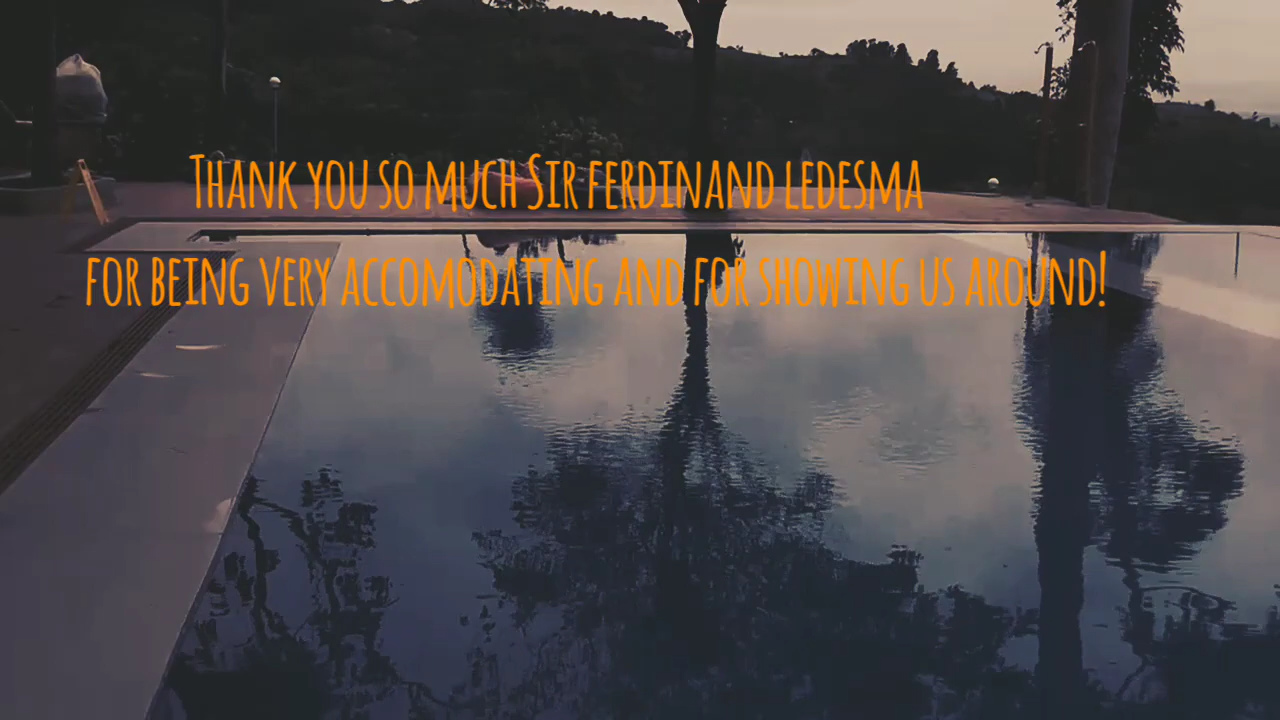 Thank you so much Sir ferdinand ledesma
for being very accomodating and for showing us around!